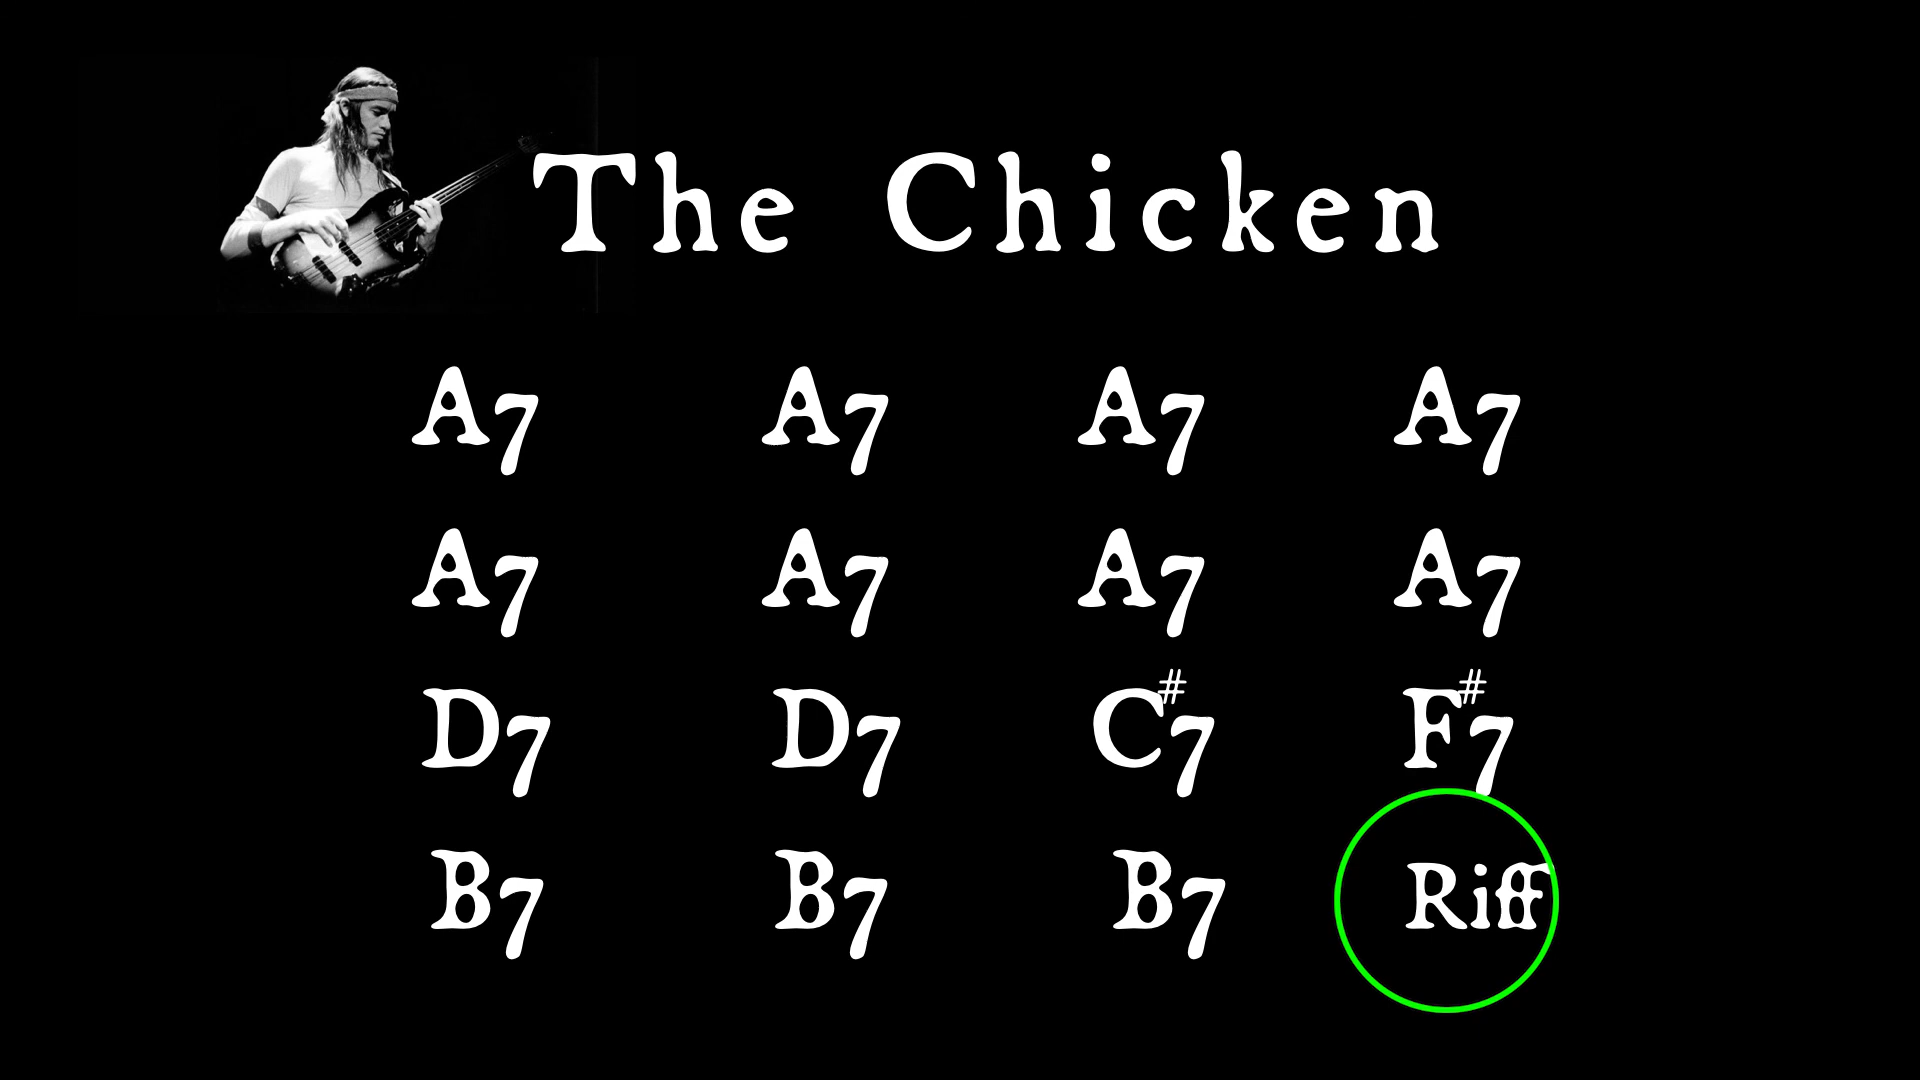 The Chicken
A7 A7 A7 A7
A7 A7 A7 A7
D7 D7 C#7 F#7
B7 B7 B7 Riff